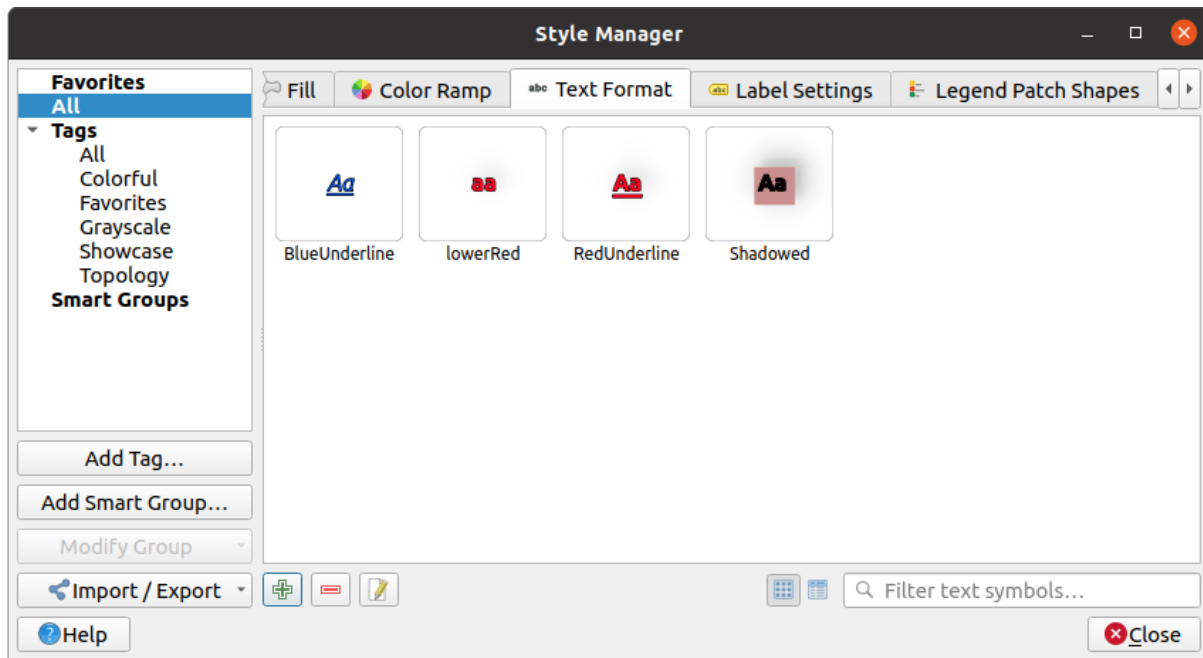 Style Manager
Favorites
All
Tags
All
Colorful
Favorites
Grayscale
Showcase
Topology
Smart Groups
Add Tag...
Add Smart Group...
Modify Group
Import / Export
Help
Fill
Color Ramp
abc Text Format
abc Label Settings
Legend Patch Shapes
Aa
BlueUnderline
aa
lowerRed
Aa
RedUnderline
Aa
Shadowed
Filter text symbols...
Close